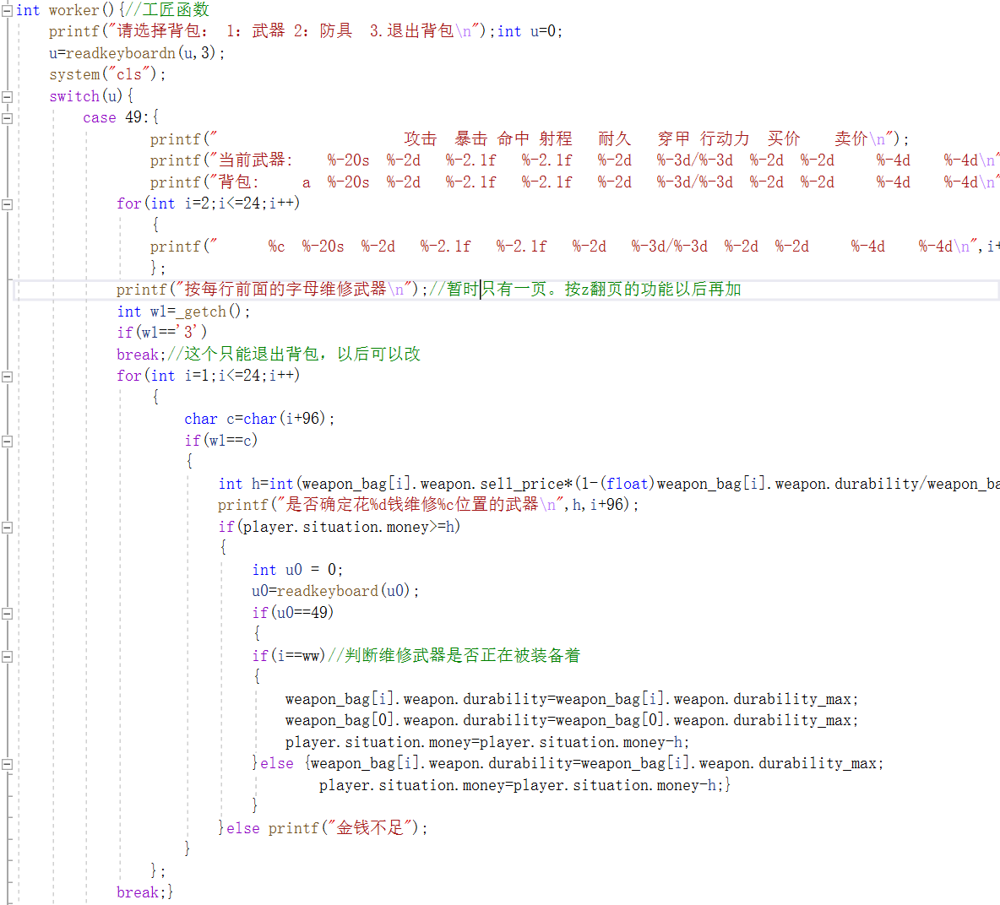 int worker(){//工匠函数
printf("请选择背包： 1：武器 2：防具  3.退出背包\n");int u=0;
u=readkeyboardn(u,3);
system("cls");
switch(u){
case 49:{
printf("                      攻击  暴击 命中 射程   耐久   穿甲 行动力  买价    卖价\n");
printf("当前武器:    %-20s  %-2d   %-2.1f   %-2.1f   %-2d   %-3d/%-3d  %-2d  %-2d     %-4d    %-4d\n"
printf("背包:     a  %-20s  %-2d   %-2.1f   %-2.1f   %-2d   %-3d/%-3d  %-2d  %-2d     %-4d    %-4d\n"
for(int i=2;i<=24;i++)
{
printf("      %c  %-20s  %-2d   %-2.1f   %-2.1f   %-2d   %-3d/%-3d  %-2d  %-2d     %-4d    %-4d\n",i+
};
printf("按每行前面的字母维修武器\n");//暂时只有一页。按z翻页的功能以后再加
int wl=_getch();
if(wl=='3')
break;//这个只能退出背包，以后可以改
for(int i=1;i<=24;i++)
{
char c=char(i+96);
if(wl==c)
{
int h=int(weapon_bag[i].weapon.sell_price*(1-(float)weapon_bag[i].weapon.durability/weapon_ba
printf("是否确定花%d钱维修%c位置的武器\n",h,i+96);
if(player.situation.money>=h)
{
int u0 = 0;
u0=readkeyboard(u0);
if(u0==49)
{
if(i==ww)//判断维修武器是否正在被装备着
{
weapon_bag[i].weapon.durability=weapon_bag[i].weapon.durability_max;
weapon_bag[0].weapon.durability=weapon_bag[0].weapon.durability_max;
player.situation.money=player.situation.money-h;
}else {weapon_bag[i].weapon.durability=weapon_bag[i].weapon.durability_max;
player.situation.money=player.situation.money-h;}
}
}else printf("金钱不足");
}
};
break;}